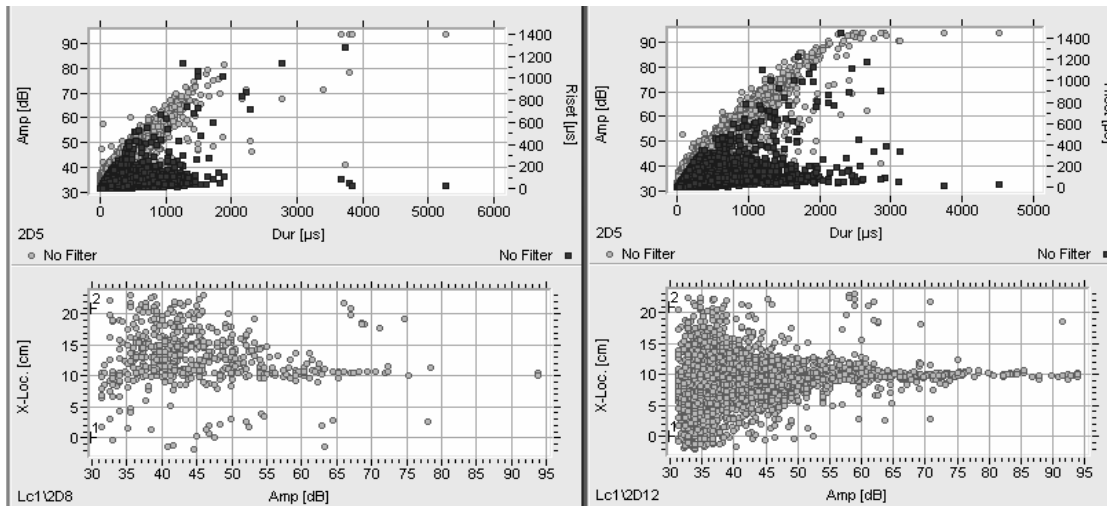 90
80
70
60
50
40
30
Amp [dB]
1400
1200
1000
800
600
400
200
0
Riset [µs]
0 1000 2000 3000 4000 5000 6000
Dur [µs]
2D5
No Filter No Filter
20
15
10
5
0
X-Loc. [cm]
2
1
30 35 40 45 50 55 60 65 70 75 80 85 90 95
Amp [dB]
Lc1\2D8
90
80
70
60
50
40
30
Amp [dB]
1400
1200
1000
800
600
400
200
0
Riset [µs]
0 1000 2000 3000 4000 5000
Dur [µs]
2D5
No Filter No Filter
20
15
10
5
0
X-Loc. [cm]
2
1
30 35 40 45 50 55 60 65 70 75 80 85 90 95
Amp [dB]
Lc1\2D12